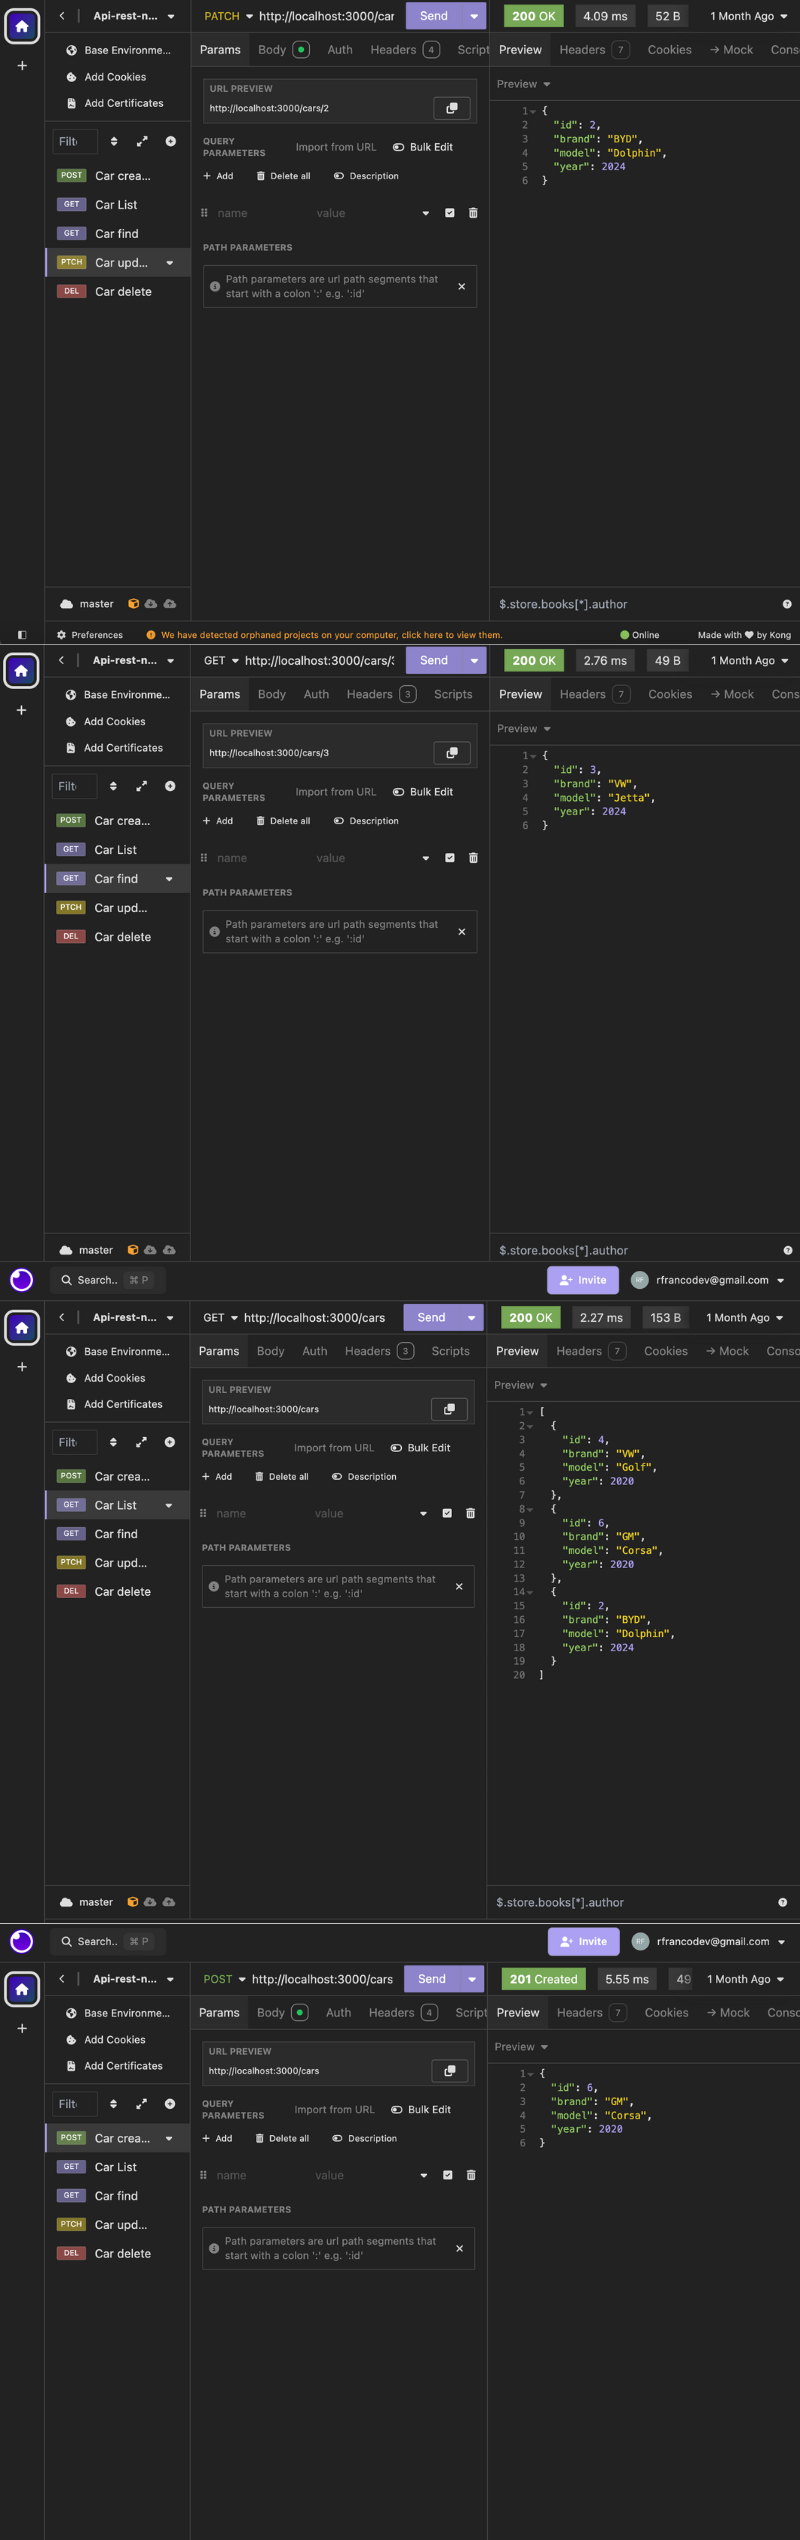 Api-rest-n...
PATCH http://localhost:3000/car Send
200 OK 4.09 ms 52 B 1 Month Ago
Base Environme...
Add Cookies
Add Certificates
Params Body Auth Headers 4 Script
Preview Headers 7 Cookies → Mock Cons
URL PREVIEW
http://localhost:3000/cars/2
Preview
QUERY PARAMETERS Import from URL Bulk Edit
+ Add Delete all Description
name value
PATH PARAMETERS
Path parameters are url path segments that
start with a colon ':' e.g. ':id'
Filt
POST Car crea...
GET Car List
GET Car find
PTCH Car upd...
DEL Car delete
1 {
2 "id": 2,
3 "brand": "BYD",
4 "model": "Dolphin",
5 "year": 2024
6 }
master
$.store.books[*].author
Preferences We have detected orphaned projects on your computer, click here to view them. Online Made with ♥ by Kong
Api-rest-n...
GET http://localhost:3000/cars/3 Send
200 OK 2.76 ms 49 B 1 Month Ago
Base Environme...
Add Cookies
Add Certificates
Params Body Auth Headers 3 Scripts
Preview Headers 7 Cookies → Mock Cons
URL PREVIEW
http://localhost:3000/cars/3
Preview
QUERY PARAMETERS Import from URL Bulk Edit
+ Add Delete all Description
name value
PATH PARAMETERS
Path parameters are url path segments that
start with a colon ':' e.g. ':id'
Filt
POST Car crea...
GET Car List
GET Car find
PTCH Car upd...
DEL Car delete
1 {
2 "id": 3,
3 "brand": "VW",
4 "model": "Jetta",
5 "year": 2024
6 }
master
$.store.books[*].author
Search.. ⌘ P Invite RF rfrancodev@gmail.com
Api-rest-n...
GET http://localhost:3000/cars Send
200 OK 2.27 ms 153 B 1 Month Ago
Base Environme...
Add Cookies
Add Certificates
Params Body Auth Headers 3 Scripts
Preview Headers 7 Cookies → Mock Conso
URL PREVIEW
http://localhost:3000/cars
Preview
QUERY PARAMETERS Import from URL Bulk Edit
+ Add Delete all Description
name value
PATH PARAMETERS
Path parameters are url path segments that
start with a colon ':' e.g. ':id'
Filt
POST Car crea...
GET Car List
GET Car find
PTCH Car upd...
DEL Car delete
1 [
2 {
3 "id": 4,
4 "brand": "VW",
5 "model": "Golf",
6 "year": 2020
7 },
8 {
9 "id": 6,
10 "brand": "GM",
11 "model": "Corsa",
12 "year": 2020
13 },
14 {
15 "id": 2,
16 "brand": "BYD",
17 "model": "Dolphin",
18 "year": 2024
19 }
20 ]
master
$.store.books[*].author
Search.. ⌘ P Invite RF rfrancodev@gmail.com
Api-rest-n...
POST http://localhost:3000/cars Send
201 Created 5.55 ms 49 1 Month Ago
Base Environme...
Add Cookies
Add Certificates
Params Body Auth Headers 4 Script
Preview Headers 7 Cookies → Mock Conso
URL PREVIEW
http://localhost:3000/cars
Preview
QUERY PARAMETERS Import from URL Bulk Edit
+ Add Delete all Description
name value
PATH PARAMETERS
Path parameters are url path segments that
start with a colon ':' e.g. ':id'
Filt
POST Car crea...
GET Car List
GET Car find
PTCH Car upd...
DEL Car delete
1 {
2 "id": 6,
3 "brand": "GM",
4 "model": "Corsa",
5 "year": 2020
6 }